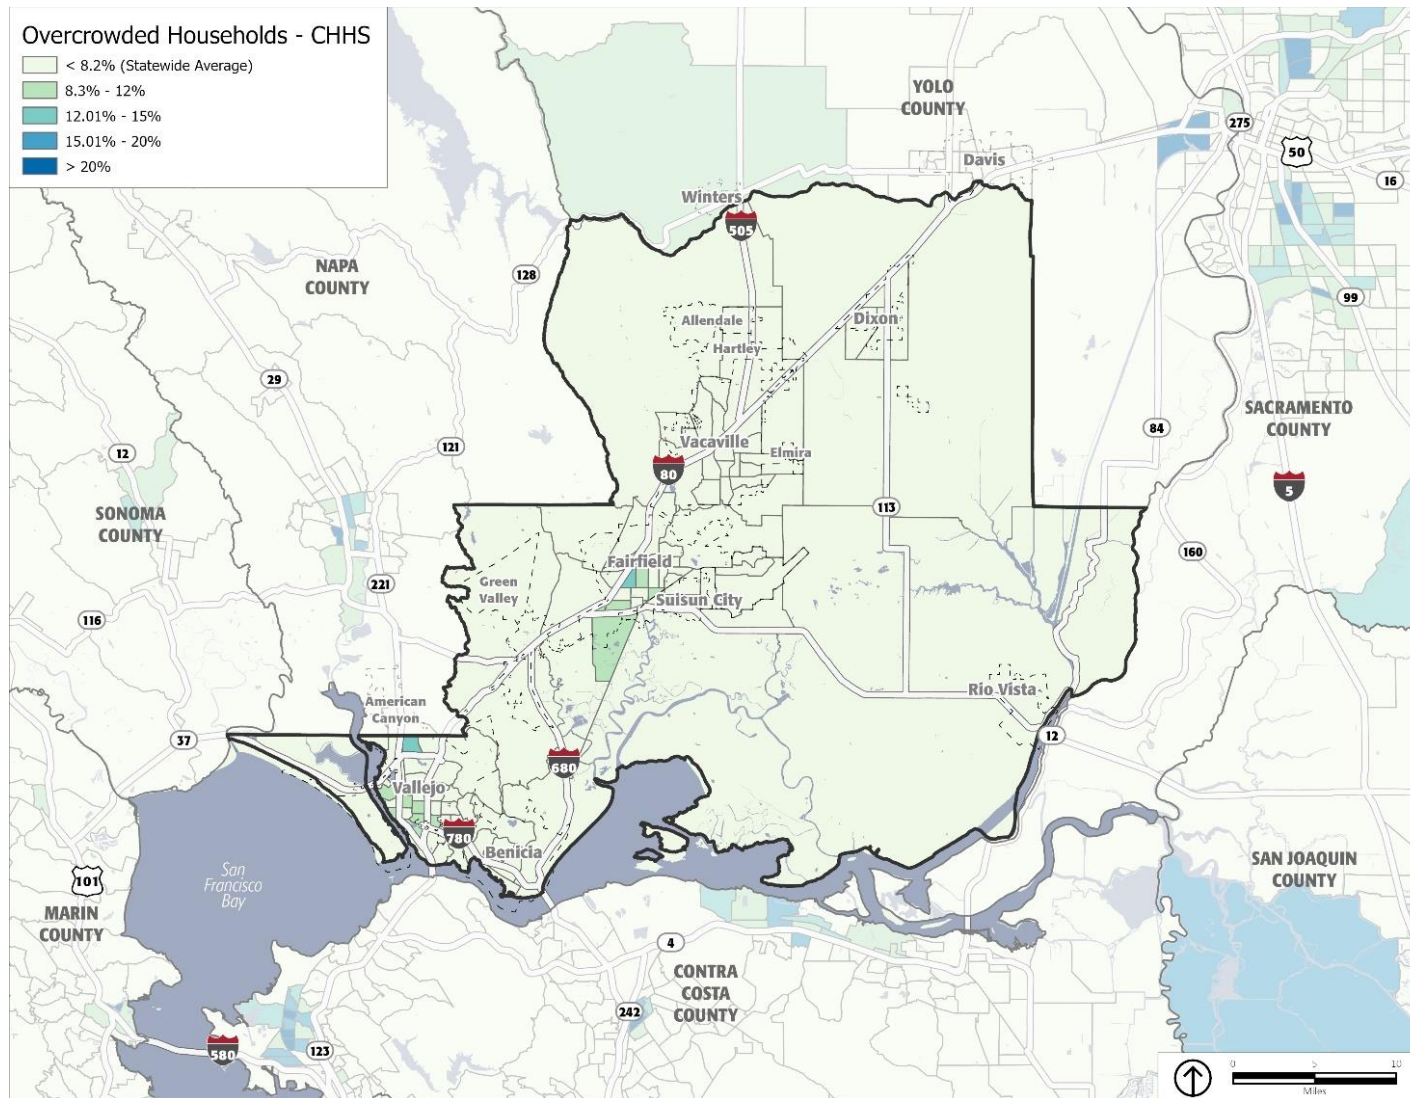 Overcrowded Households - CHHS
< 8.2% (Statewide Average)
8.3% - 12%
12.01% - 15%
15.01% - 20%
> 20%
YOLO
COUNTY
275
50
Davis
16
Winters
505
NAPA
COUNTY
128
99
Allendale
Dixon
Hartley
29
SACRAMENTO
COUNTY
84
121
Vacaville
12
Elmira
80
5
SONOMA
COUNTY
113
160
Fairfield
Green
Valley
221
Suisun City
116
Rio Vista
American
Canyon
37
12
680
Vallejo
780
Benicia
San
Francisco
Bay
101
SAN JOAQUIN
COUNTY
MARIN
COUNTY
4
CONTRA
COSTA
COUNTY
242
580
123
0 5 10
Miles